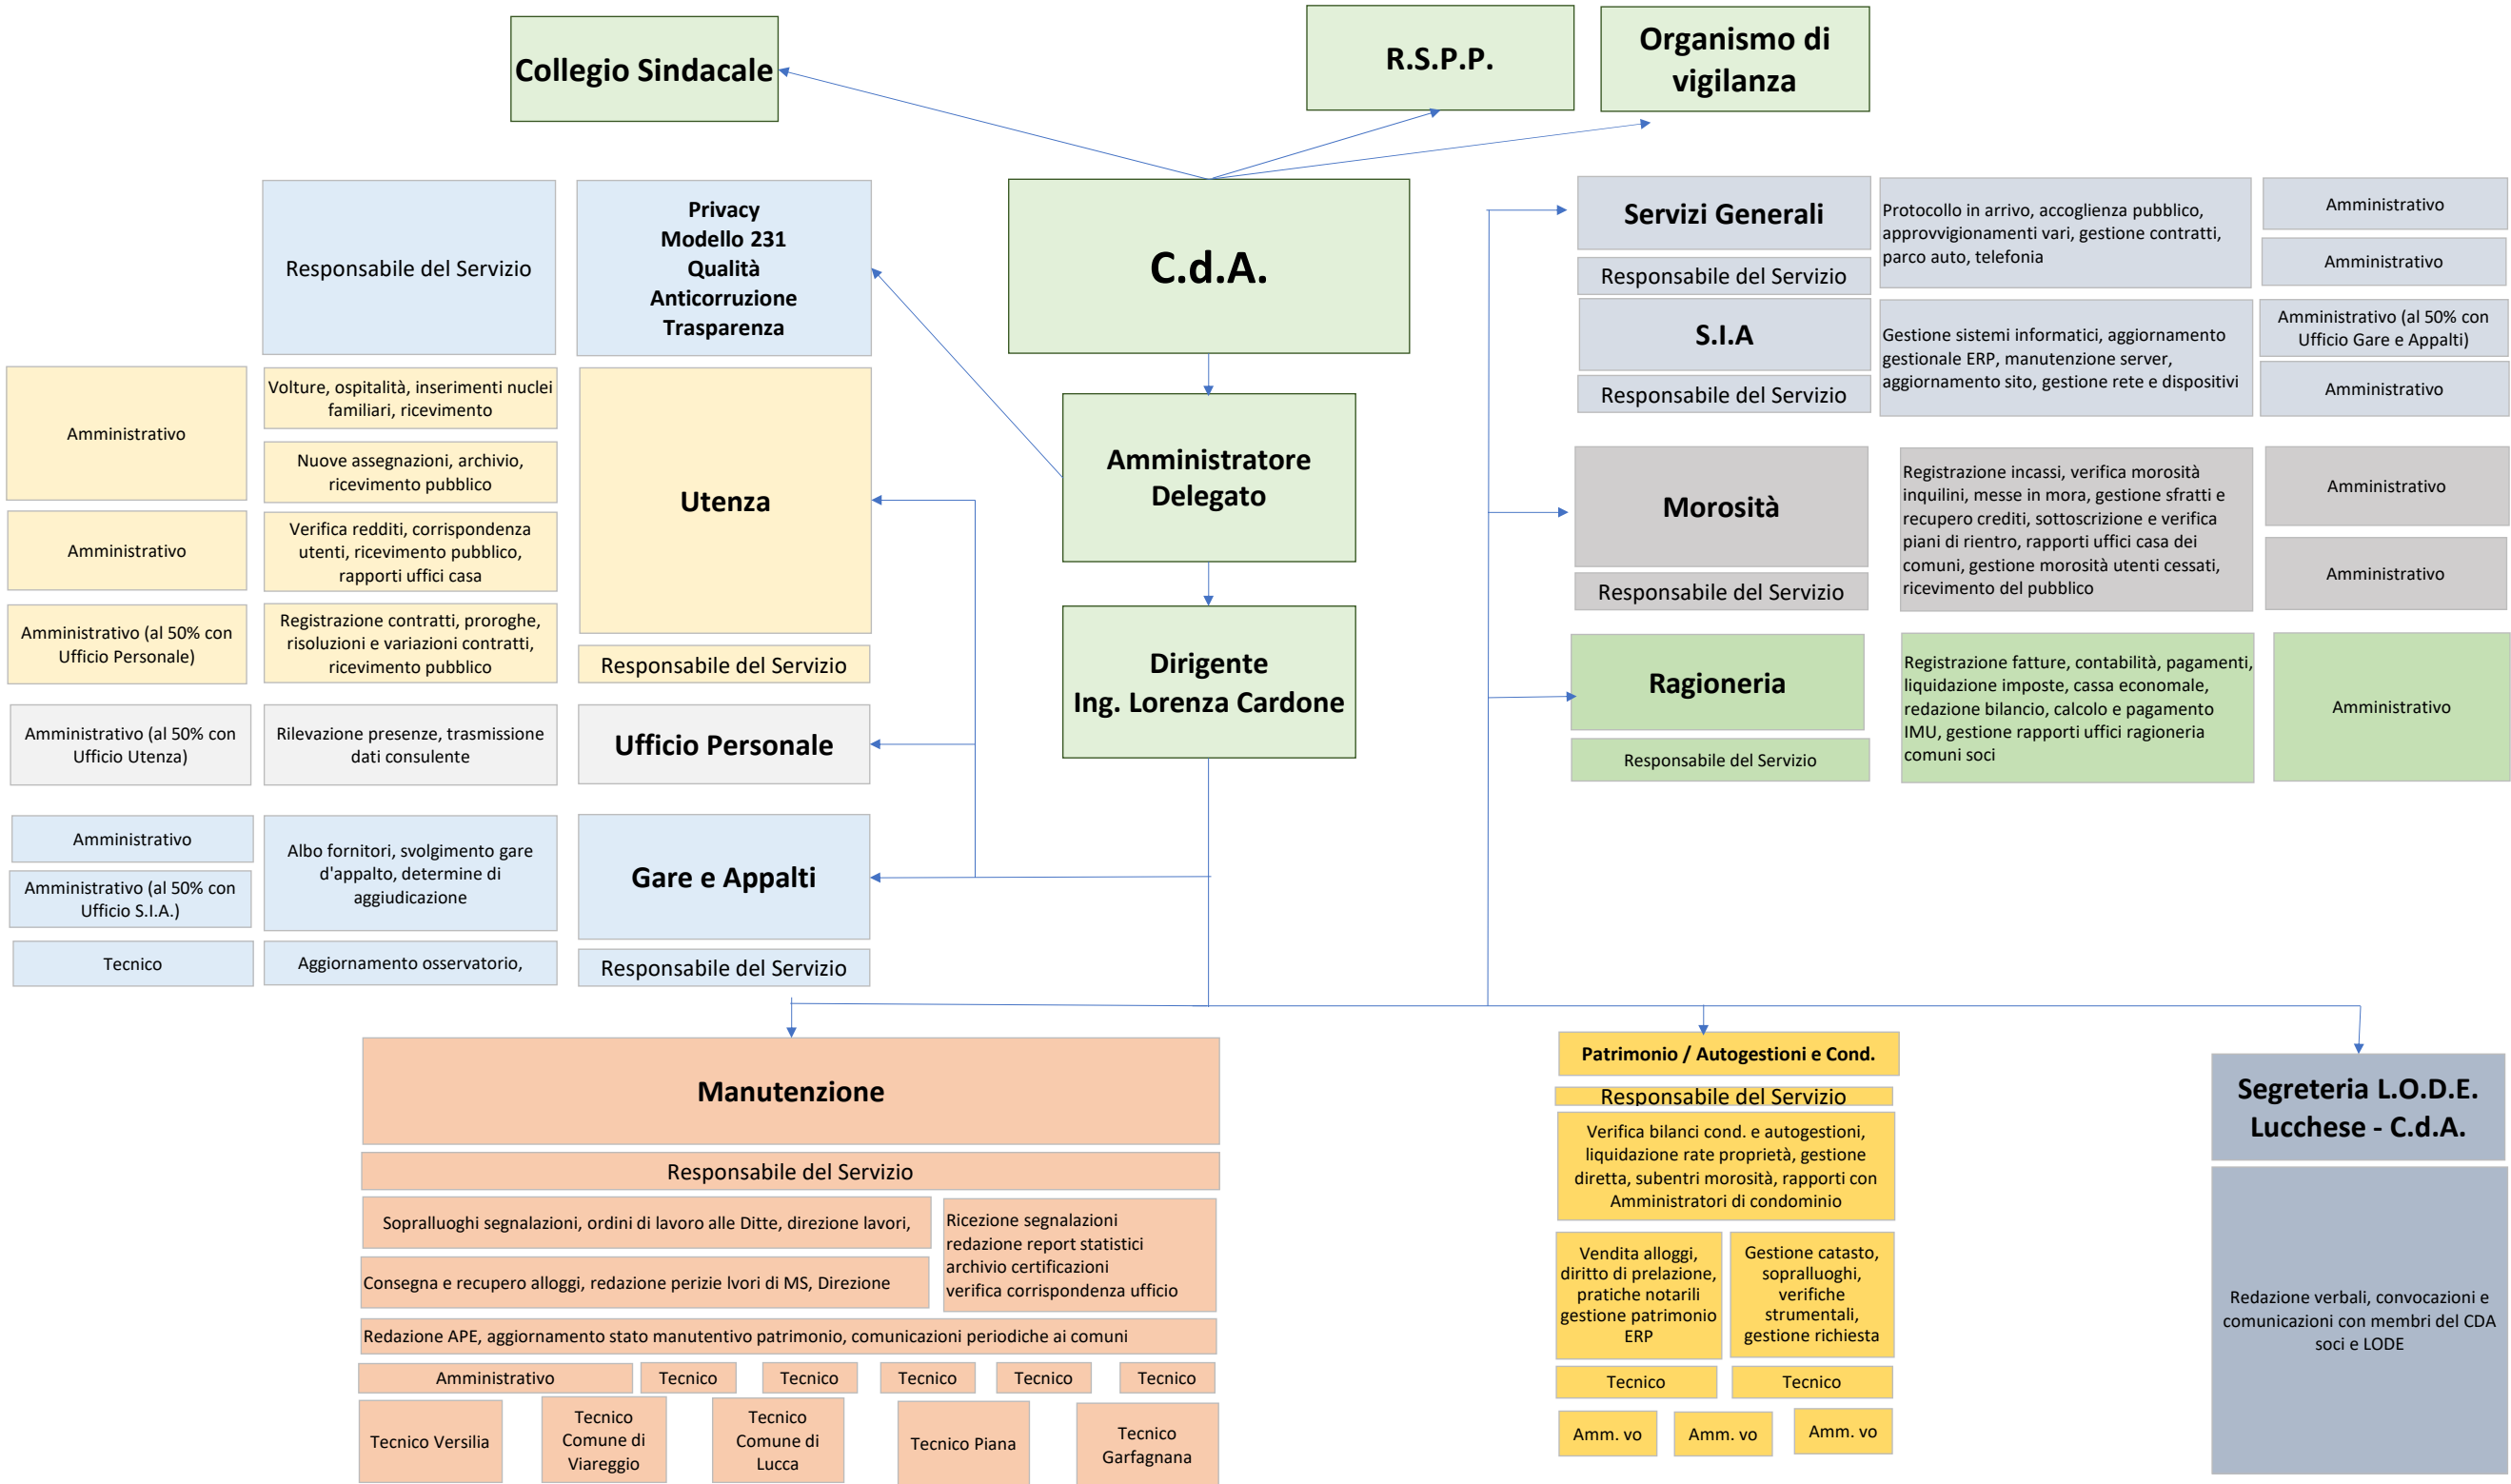 Collegio Sindacale
R.S.P.P.
Organismo di
vigilanza
C.d.A.
Amministratore
Delegato
Dirigente
Ing. Lorenza Cardone
Responsabile del Servizio
Privacy
Modello 231
Qualità
Anticorruzione
Trasparenza
Amministrativo
Volture, ospitalità, inserimenti nuclei
familiari, ricevimento
Nuove assegnazioni, archivio,
ricevimento pubblico
Utenza
Amministrativo
Verifica redditi, corrispondenza
utenti, ricevimento pubblico,
rapporti uffici casa
Amministrativo (al 50% con
Ufficio Personale)
Registrazione contratti, proroghe,
risoluzioni e variazioni contratti,
ricevimento pubblico
Responsabile del Servizio
Amministrativo (al 50% con
Ufficio Utenza)
Rilevazione presenze, trasmissione
dati consulente
Ufficio Personale
Amministrativo
Amministrativo (al 50% con
Ufficio S.I.A.)
Albo fornitori, svolgimento gare
d'appalto, determine di
aggiudicazione
Gare e Appalti
Tecnico
Aggiornamento osservatorio,
Responsabile del Servizio
Servizi Generali
Responsabile del Servizio
Protocollo in arrivo, accoglienza pubblico,
approvvigionamenti vari, gestione contratti,
parco auto, telefonia
Amministrativo
Amministrativo
S.I.A
Responsabile del Servizio
Gestione sistemi informatici, aggiornamento
gestionale ERP, manutenzione server,
aggiornamento sito, gestione rete e dispositivi
Amministrativo (al 50% con
Ufficio Gare e Appalti)
Amministrativo
Morosità
Responsabile del Servizio
Registrazione incassi, verifica morosità
inquilini, messe in mora, gestione sfratti e
recupero crediti, sottoscrizione e verifica
piani di rientro, rapporti uffici casa dei
comuni, gestione morosità utenti cessati,
ricevimento del pubblico
Amministrativo
Amministrativo
Ragioneria
Responsabile del Servizio
Registrazione fatture, contabilità, pagamenti,
liquidazione imposte, cassa economale,
redazione bilancio, calcolo e pagamento
IMU, gestione rapporti uffici ragioneria
comuni soci
Amministrativo
Manutenzione
Responsabile del Servizio
Sopralluoghi segnalazioni, ordini di lavoro alle Ditte, direzione lavori,
Consegna e recupero alloggi, redazione perizie lvori di MS, Direzione
Ricezione segnalazioni
redazione report statistici
archivio certificazioni
verifica corrispondenza ufficio
Redazione APE, aggiornamento stato manutentivo patrimonio, comunicazioni periodiche ai comuni
Amministrativo
Tecnico
Tecnico
Tecnico
Tecnico
Tecnico
Tecnico Versilia
Tecnico
Comune di
Viareggio
Tecnico
Comune di
Lucca
Tecnico Piana
Tecnico
Garfagnana
Patrimonio / Autogestioni e Cond.
Responsabile del Servizio
Verifica bilanci cond. e autogestioni,
liquidazione rate proprietà, gestione
diretta, subentri morosità, rapporti con
Amministratori di condominio
Vendita alloggi,
diritto di prelazione,
pratiche notarili
gestione patrimonio
ERP
Gestione catasto,
sopralluoghi,
verifiche
strumentali,
gestione richiesta
Tecnico
Tecnico
Amm. vo
Amm. vo
Amm. vo
Segreteria L.O.D.E.
Lucchese - C.d.A.
Redazione verbali, convocazioni e
comunicazioni con membri del CDA
soci e LODE